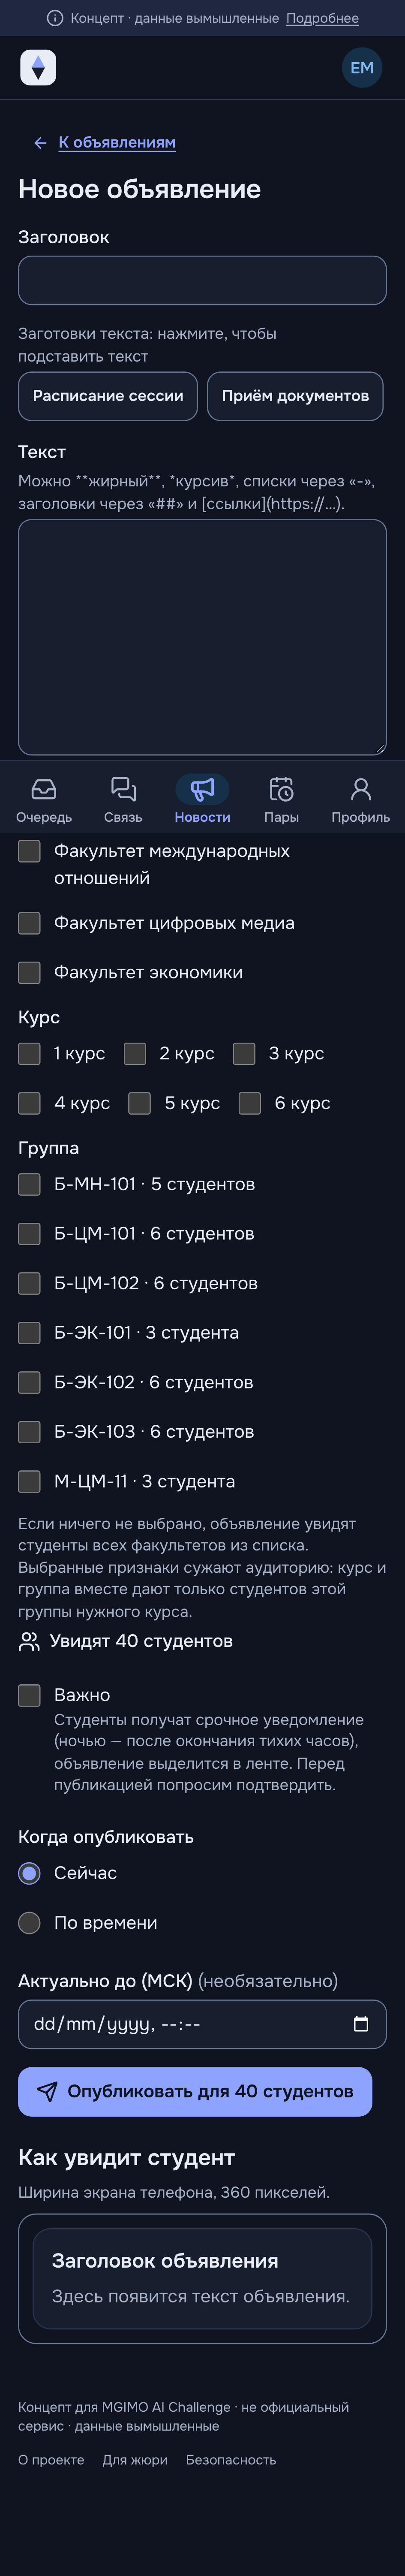 Концепт · данные вымышленные Подробнее
EM
К объявлениям
Новое объявление
Заголовок
Заготовки текста: нажмите, чтобы
подставить текст
Расписание сессии
Приём документов
Текст
Можно **жирный**, *курсив*, списки через «-»,
заголовки через «##» и [ссылки](https://...).
Очередь
Связь
Новости
Пары
Профиль
Факультет международных
отношений
Факультет цифровых медиа
Факультет экономики
Курс
1 курс
2 курс
3 курс
4 курс
5 курс
6 курс
Группа
Б-МН-101 · 5 студентов
Б-ЦМ-101 · 6 студентов
Б-ЦМ-102 · 6 студентов
Б-ЭК-101 · 3 студента
Б-ЭК-102 · 6 студентов
Б-ЭК-103 · 6 студентов
М-ЦМ-11 · 3 студента
Если ничего не выбрано, объявление увидят
студенты всех факультетов из списка.
Выбранные признаки сужают аудиторию: курс и
группа вместе дают только студентов этой
группы нужного курса.
Увидят 40 студентов
Важно
Студенты получат срочное уведомление
(ночью — после окончания тихих часов),
объявление выделится в ленте. Перед
публикацией попросим подтвердить.
Когда опубликовать
Сейчас
По времени
Актуально до (МСК) (необязательно)
dd/mm/yyyy, --:--
Опубликовать для 40 студентов
Как увидит студент
Ширина экрана телефона, 360 пикселей.
Заголовок объявления
Здесь появится текст объявления.
Концепт для MGIMO AI Challenge · не официальный
сервис · данные вымышленные
О проекте
Для жюри
Безопасность